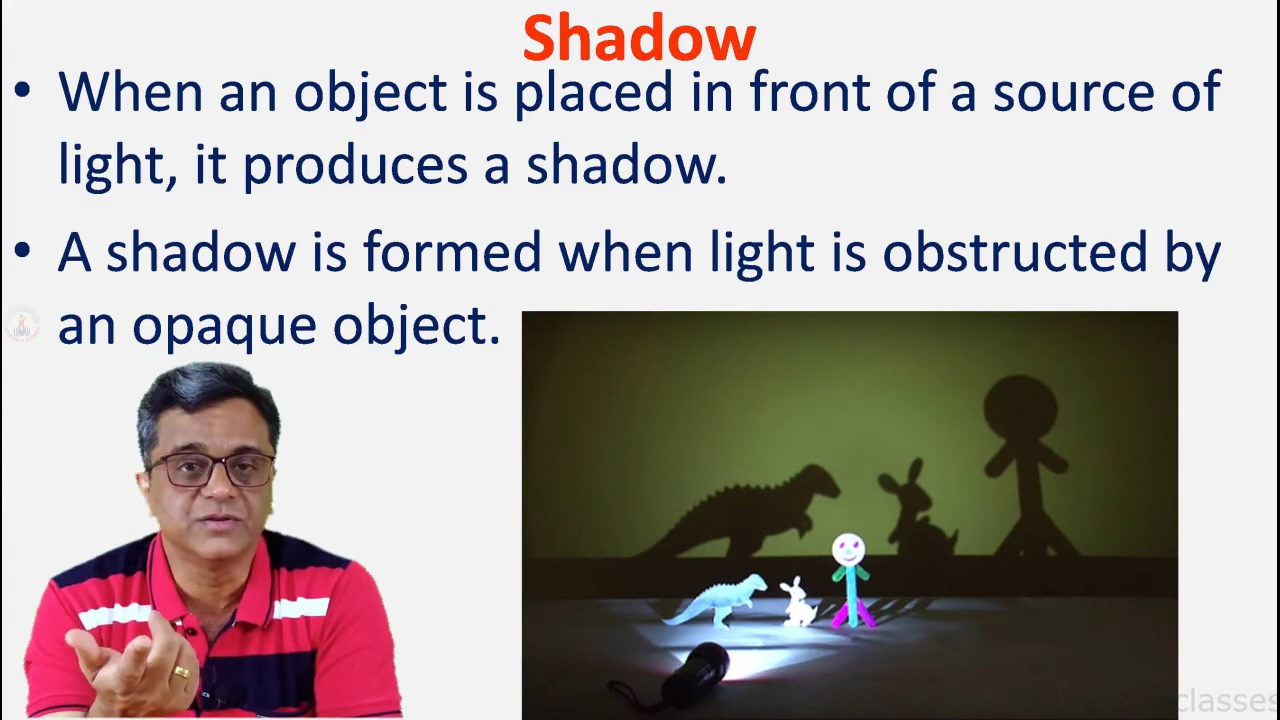 Shadow
• When an object is placed in front of a source of
light, it produces a shadow.
• A shadow is formed when light is obstructed by
an opaque object.
classes